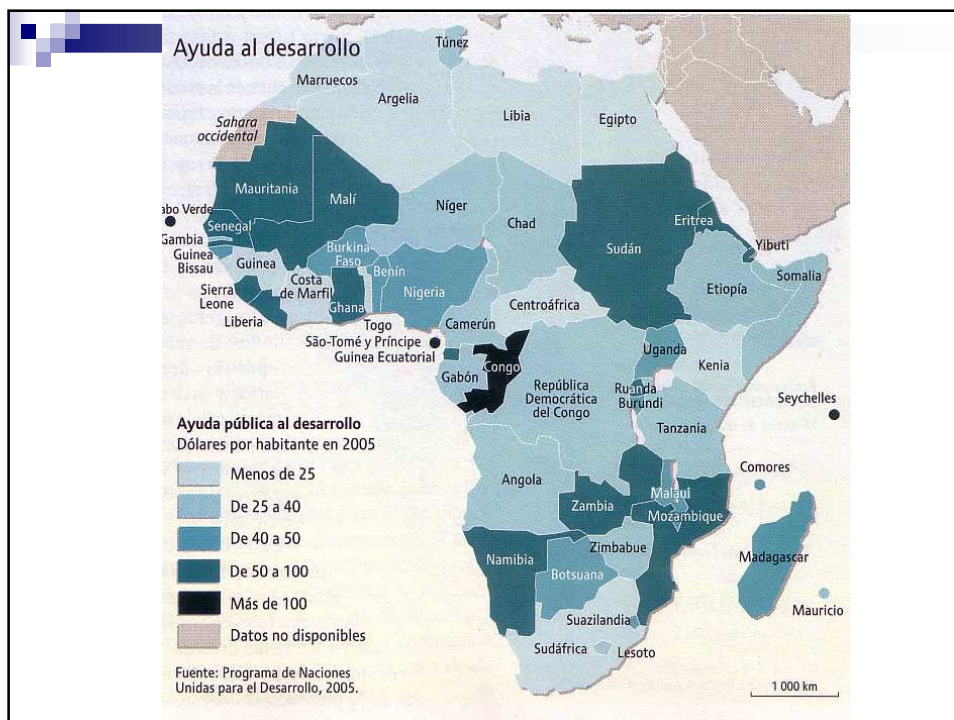 Ayuda al desarrollo
Túnez
Marruecos
Argelia
Libia
Egipto
Sahara
occidental
Mauritania
Malí
Níger
Chad
Sudán
Eritrea
Yibuti
abo Verde
Senegal
Gambia
Guinea
Bissau
Guinea
Sierra
Leone
Liberia
Costa
de Marfil
Burkina-
Faso
Ghana
Togo
Benín
Nigeria
Camerún
Centroáfrica
Etiopía
Somalia
São-Tomé y Príncipe
Guinea Ecuatorial
Gabón
Congo
República
Democrática
del Congo
Uganda
Kenia
Ruanda
Burundi
Tanzania
Seychelles
Comores
Angola
Zambia
Malaui
Mozambique
Zimbabue
Namibia
Botsuana
Madagascar
Mauricio
Suazilandia
Sudáfrica
Lesoto
Ayuda pública al desarrollo
Dólares por habitante en 2005
Menos de 25
De 25 a 40
De 40 a 50
De 50 a 100
Más de 100
Datos no disponibles
Fuente: Programa de Naciones
Unidas para el Desarrollo, 2005.
1 000 km